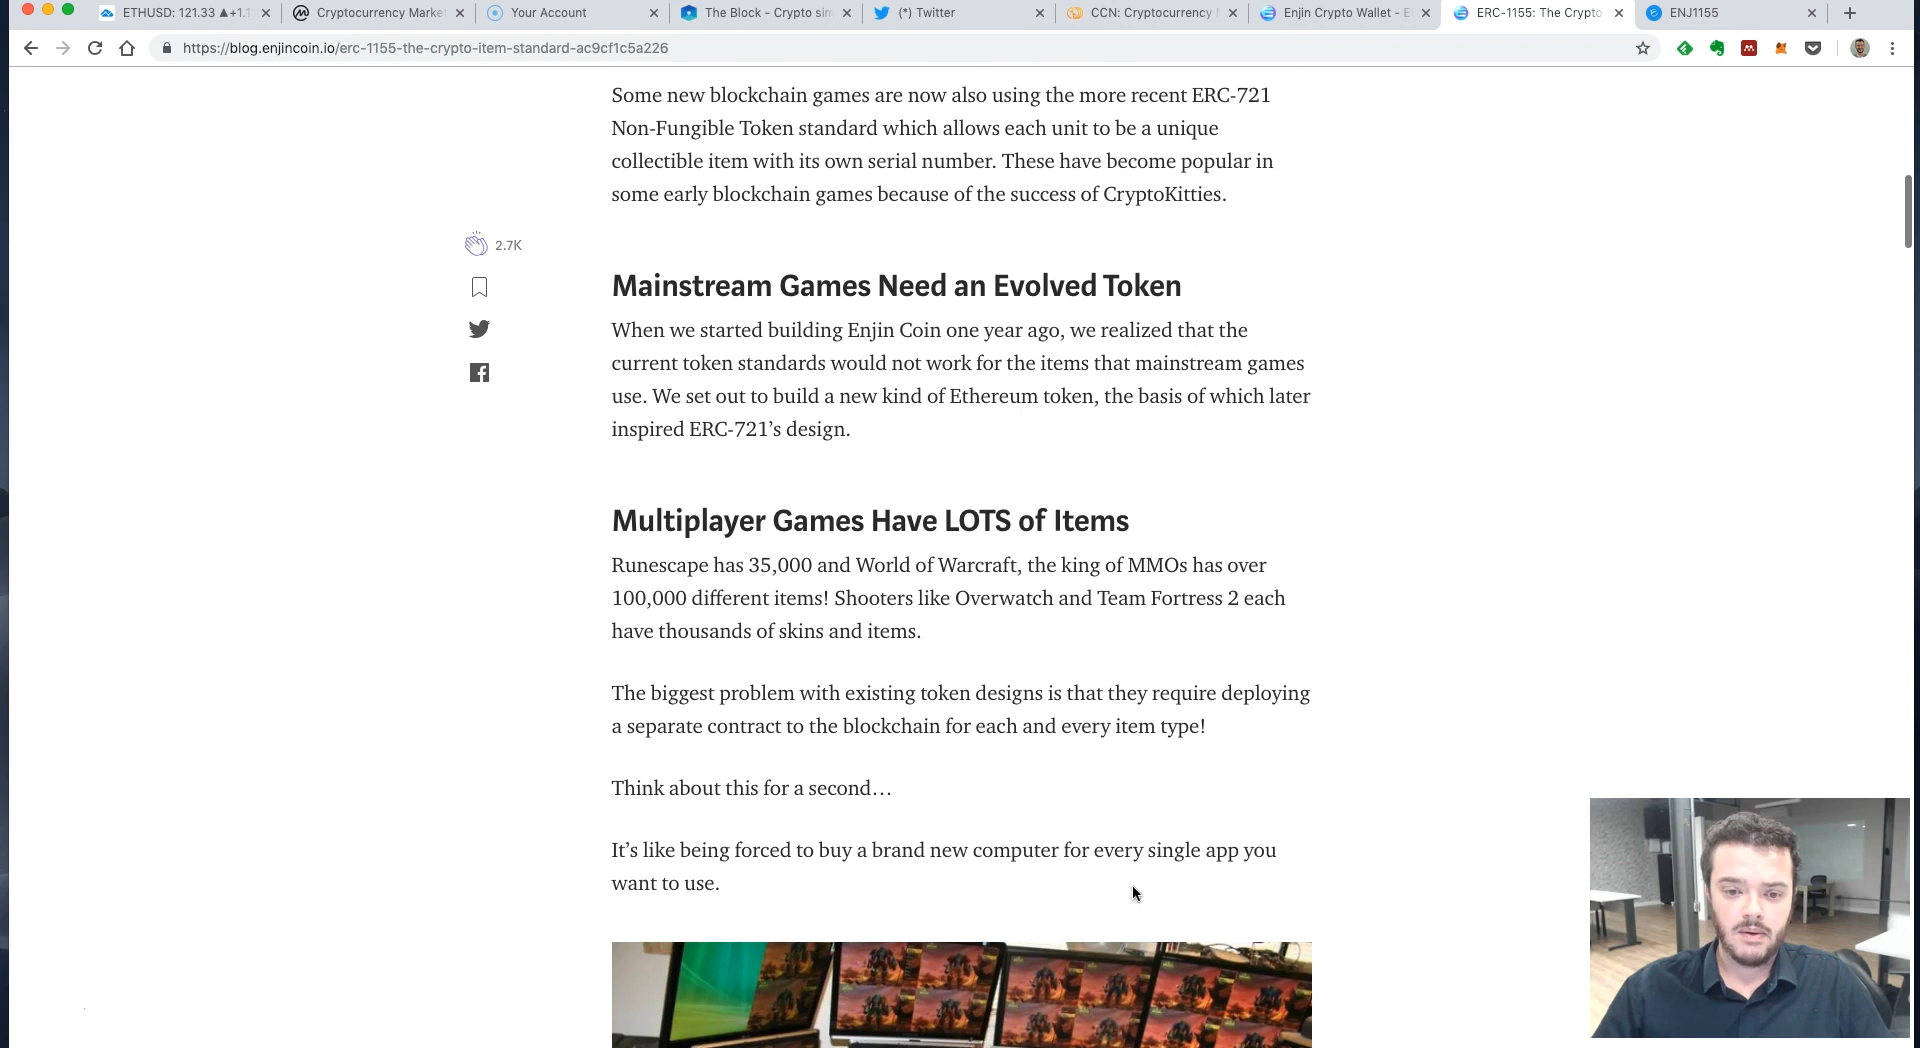 ETHUSD: 121.33 ▲+1.1
Cryptocurrency Marke
Your Account
The Block - Crypto sim
(*) Twitter
CCN: Cryptocurrency
Enjin Crypto Wallet - E
ERC-1155: The Crypto
ENJ1155
https://blog.enjincoin.io/erc-1155-the-crypto-item-standard-ac9cf1c5a226
Some new blockchain games are now also using the more recent ERC-721
Non-Fungible Token standard which allows each unit to be a unique
collectible item with its own serial number. These have become popular in
some early blockchain games because of the success of CryptoKitties.
2.7K
Mainstream Games Need an Evolved Token
When we started building Enjin Coin one year ago, we realized that the
current token standards would not work for the items that mainstream games
use. We set out to build a new kind of Ethereum token, the basis of which later
inspired ERC-721’s design.
Multiplayer Games Have LOTS of Items
Runescape has 35,000 and World of Warcraft, the king of MMOs has over
100,000 different items! Shooters like Overwatch and Team Fortress 2 each
have thousands of skins and items.
The biggest problem with existing token designs is that they require deploying
a separate contract to the blockchain for each and every item type!
Think about this for a second…
It’s like being forced to buy a brand new computer for every single app you
want to use.